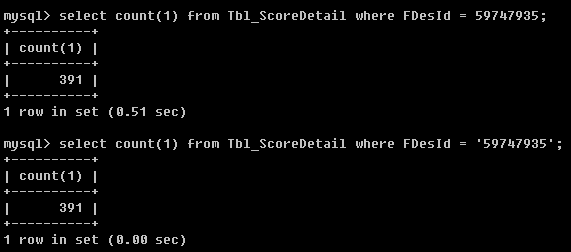 mysql> select count(1) from Tbl_ScoreDetail where FDesId = 59747935;
+----------+
| count(1) |
+----------+
|      391 |
+----------+
1 row in set (0.51 sec)
mysql> select count(1) from Tbl_ScoreDetail where FDesId = '59747935';
+----------+
| count(1) |
+----------+
|      391 |
+----------+
1 row in set (0.00 sec)